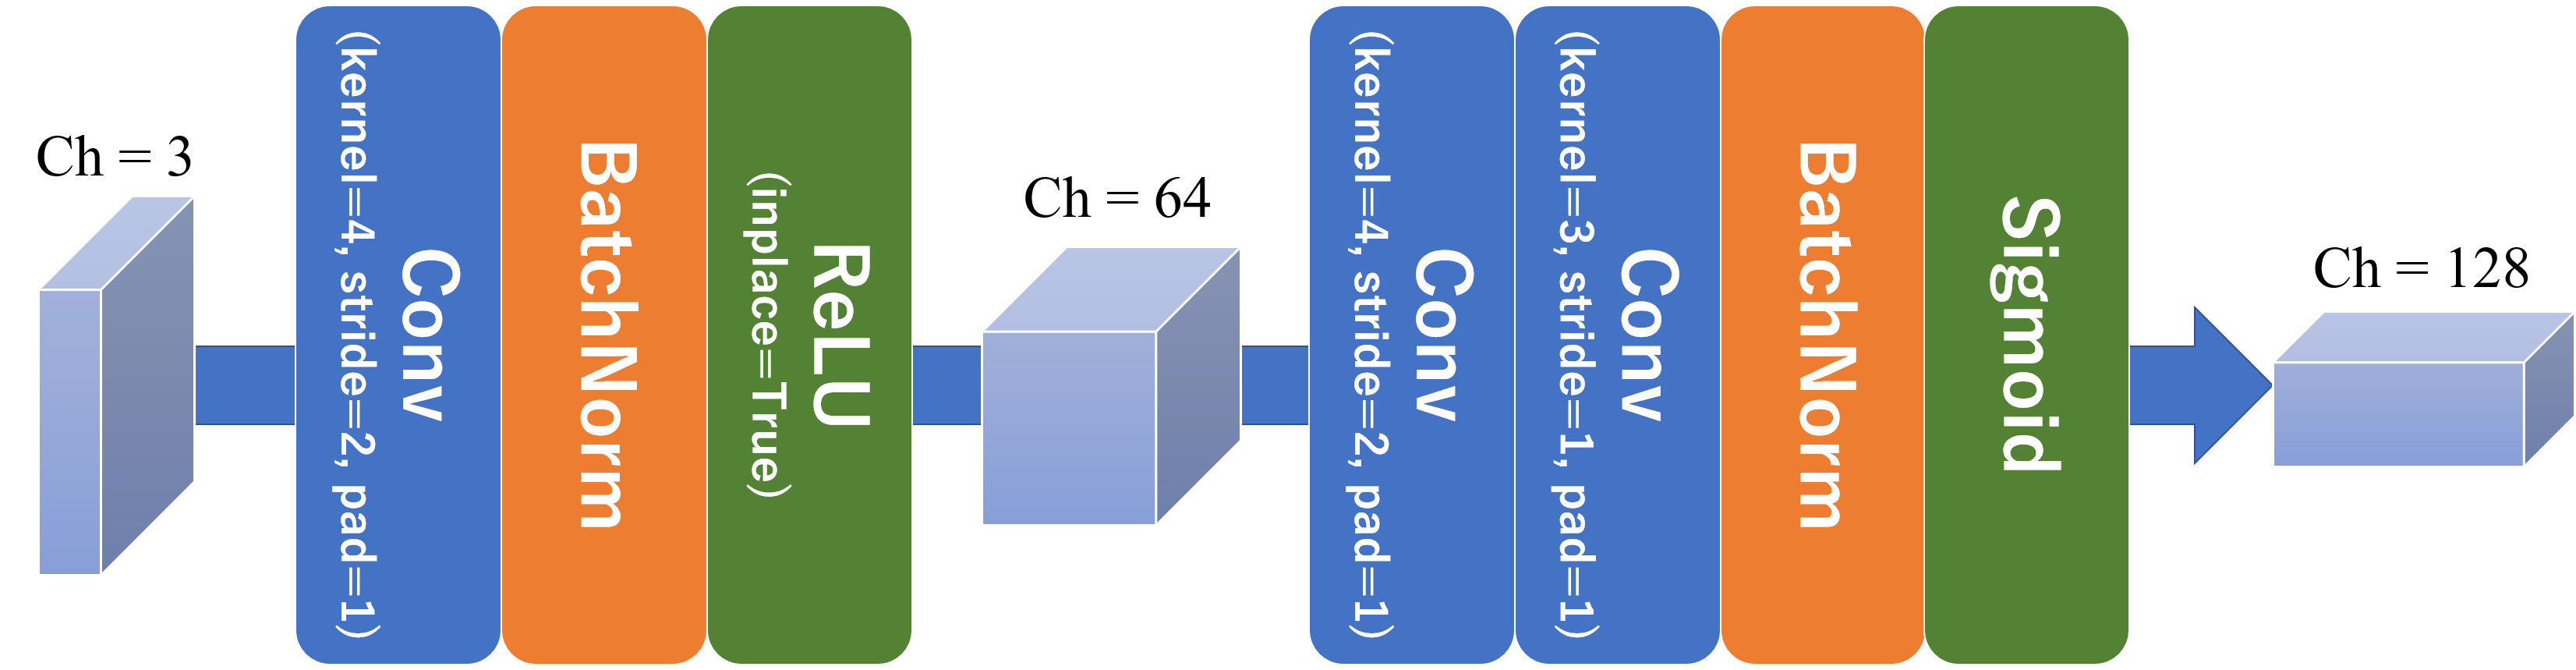 Ch = 3
Conv
(kernel=4, stride=2, pad=1)
BatchNorm
ReLU
(inplace=True)
Ch = 64
Conv
(kernel=4, stride=2, pad=1)
Conv
(kernel=3, stride=1, pad=1)
BatchNorm
Sigmoid
Ch = 128